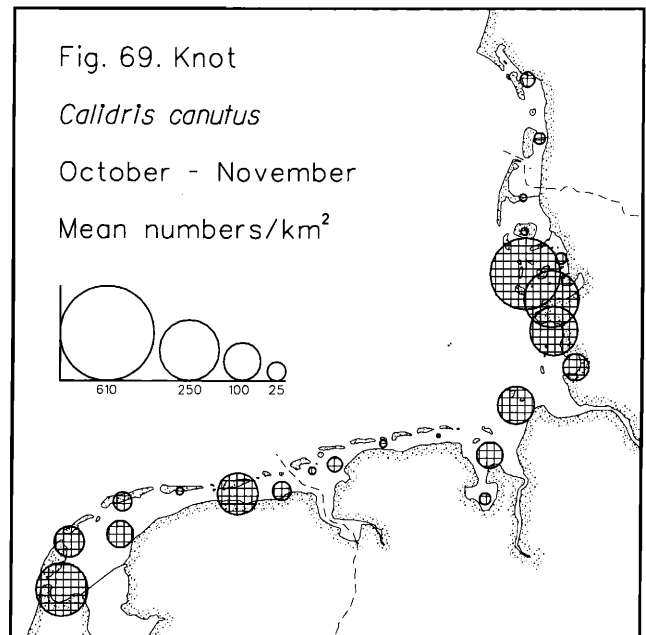 Fig. 69. Knot
Calidris canutus
October - November
Mean numbers/km²
610 250 100 25